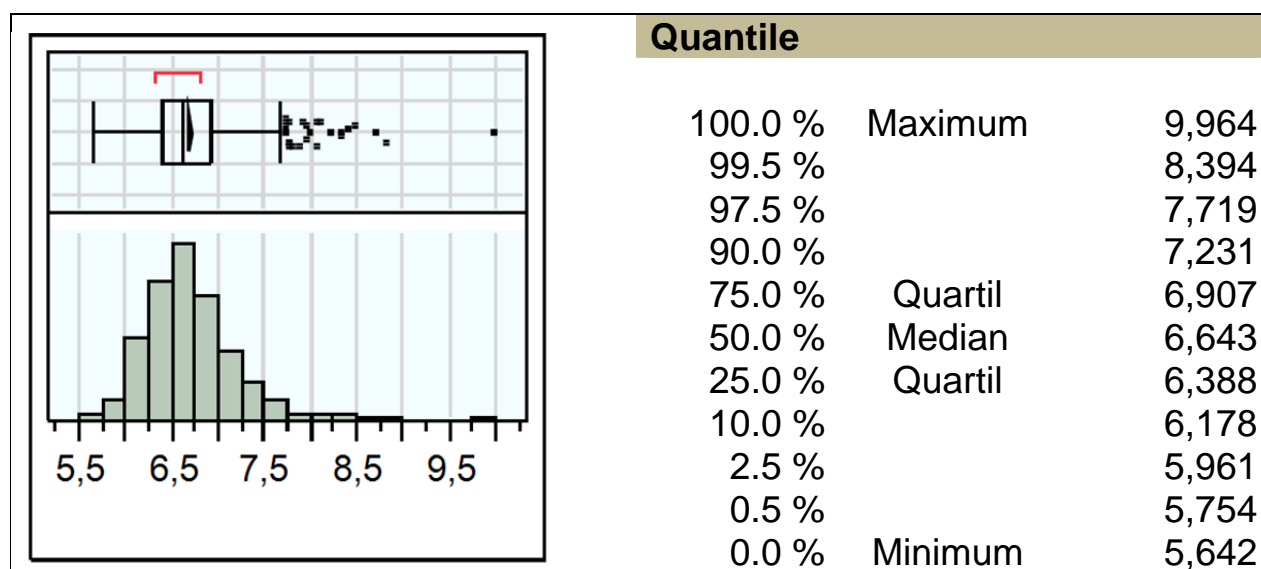 Quantile
100.0 % Maximum 9,964
99.5 % 8,394
97.5 % 7,719
90.0 % 7,231
75.0 % Quartil 6,907
50.0 % Median 6,643
25.0 % Quartil 6,388
10.0 % 6,178
2.5 % 5,961
0.5 % 5,754
0.0 % Minimum 5,642
5,5 6,5 7,5 8,5 9,5